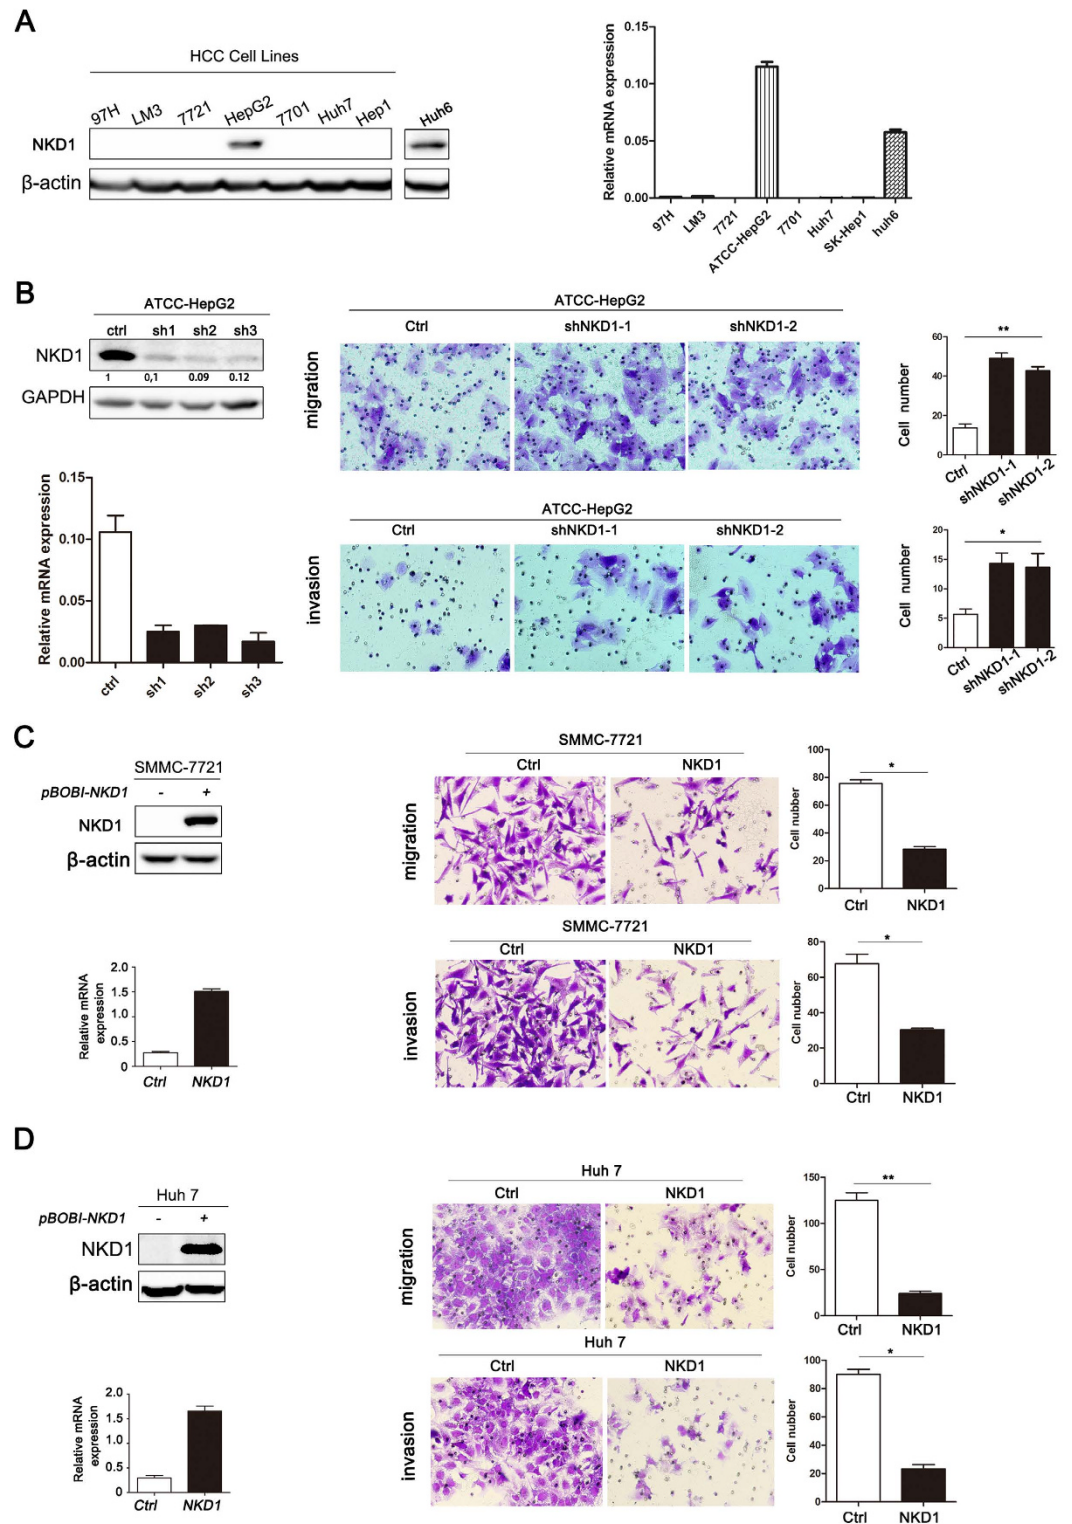 A
HCC Cell Lines
97H LM3 7721 HepG2 7701 Huh7 Hep1 Huh6
NKD1
β-actin
Relative mRNA expression
0.15
0.10
0.05
0.00
97H LM3 7721 ATCC-HepG2 7701 Huh7 SK-Hep1 huh6
B
ATCC-HepG2
ctrl sh1 sh2 sh3
NKD1
1 0,1 0.09 0.12
GAPDH
Relative mRNA expression
0.15
0.10
0.05
0.00
ctrl sh1 sh2 sh3
ATCC-HepG2
Ctrl shNKD1-1 shNKD1-2
migration
Cell number
60
40
20
0
**
Ctrl shNKD1-1 shNKD1-2
ATCC-HepG2
Ctrl shNKD1-1 shNKD1-2
invasion
Cell number
20
15
10
5
0
*
Ctrl shNKD1-1 shNKD1-2
C
SMMC-7721
pBOBI-NKD1 - +
NKD1
β-actin
Relative mRNA
expression
2.0
1.5
1.0
0.5
0
Ctrl NKD1
SMMC-7721
Ctrl NKD1
migration
Cell nubber
100
80
60
40
20
0
*
Ctrl NKD1
SMMC-7721
Ctrl NKD1
invasion
Cell nubber
80
60
40
20
0
*
Ctrl NKD1
D
Huh 7
pBOBI-NKD1 - +
NKD1
β-actin
Relative mRNA
expression
2.0
1.5
1.0
0.5
0
Ctrl NKD1
Huh 7
Ctrl NKD1
migration
Cell nubber
150
100
50
0
**
Ctrl NKD1
Huh 7
Ctrl NKD1
invasion
Cell nubber
100
80
60
40
20
0
*
Ctrl NKD1